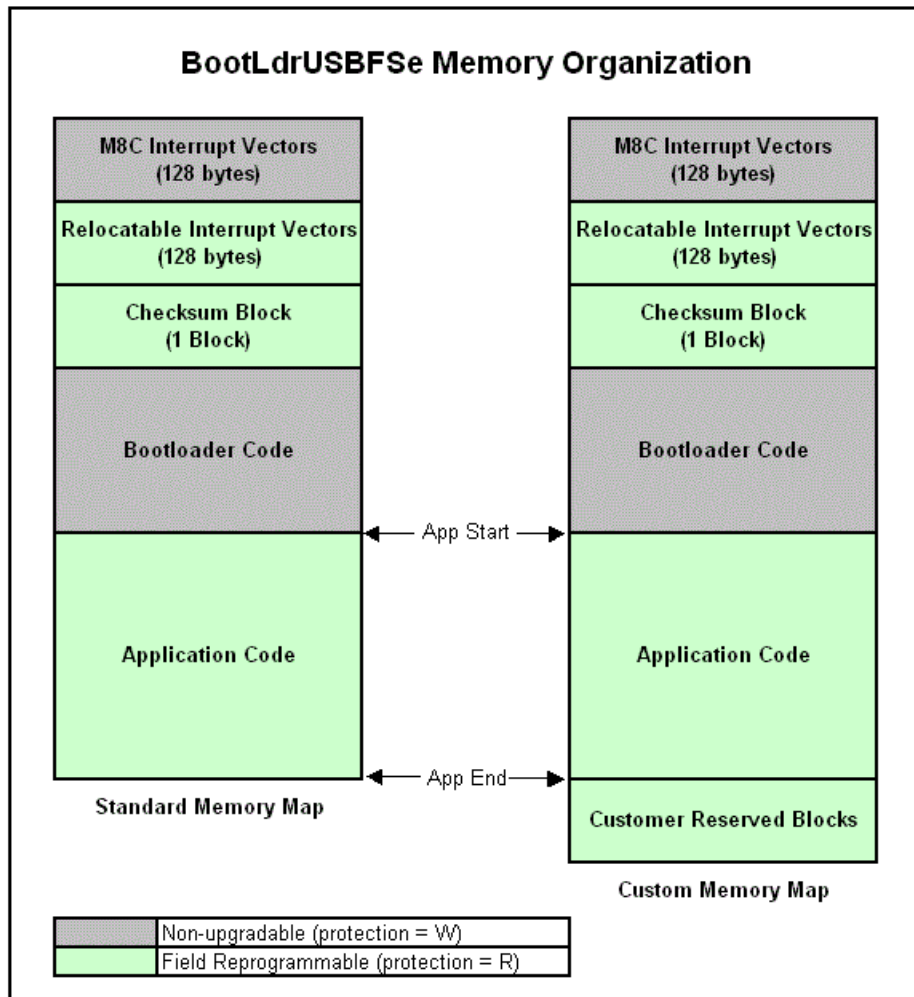 BootLdrUSBFSe Memory Organization
M8C Interrupt Vectors
(128 bytes)
Relocatable Interrupt Vectors
(128 bytes)
Checksum Block
(1 Block)
Bootloader Code
Application Code
Standard Memory Map
App Start
App End
M8C Interrupt Vectors
(128 bytes)
Relocatable Interrupt Vectors
(128 bytes)
Checksum Block
(1 Block)
Bootloader Code
Application Code
Customer Reserved Blocks
Custom Memory Map
Non-upgradable (protection = W)
Field Reprogrammable (protection = R)